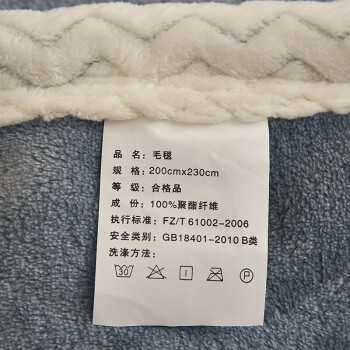 品 名：毛毯
规 格：200cmx230cm
等 级：合格品
成 份：100%聚酯纤维
执行标准：FZ/T 61002-2006
安全类别：GB18401-2010 B类
洗涤方法：
30 P